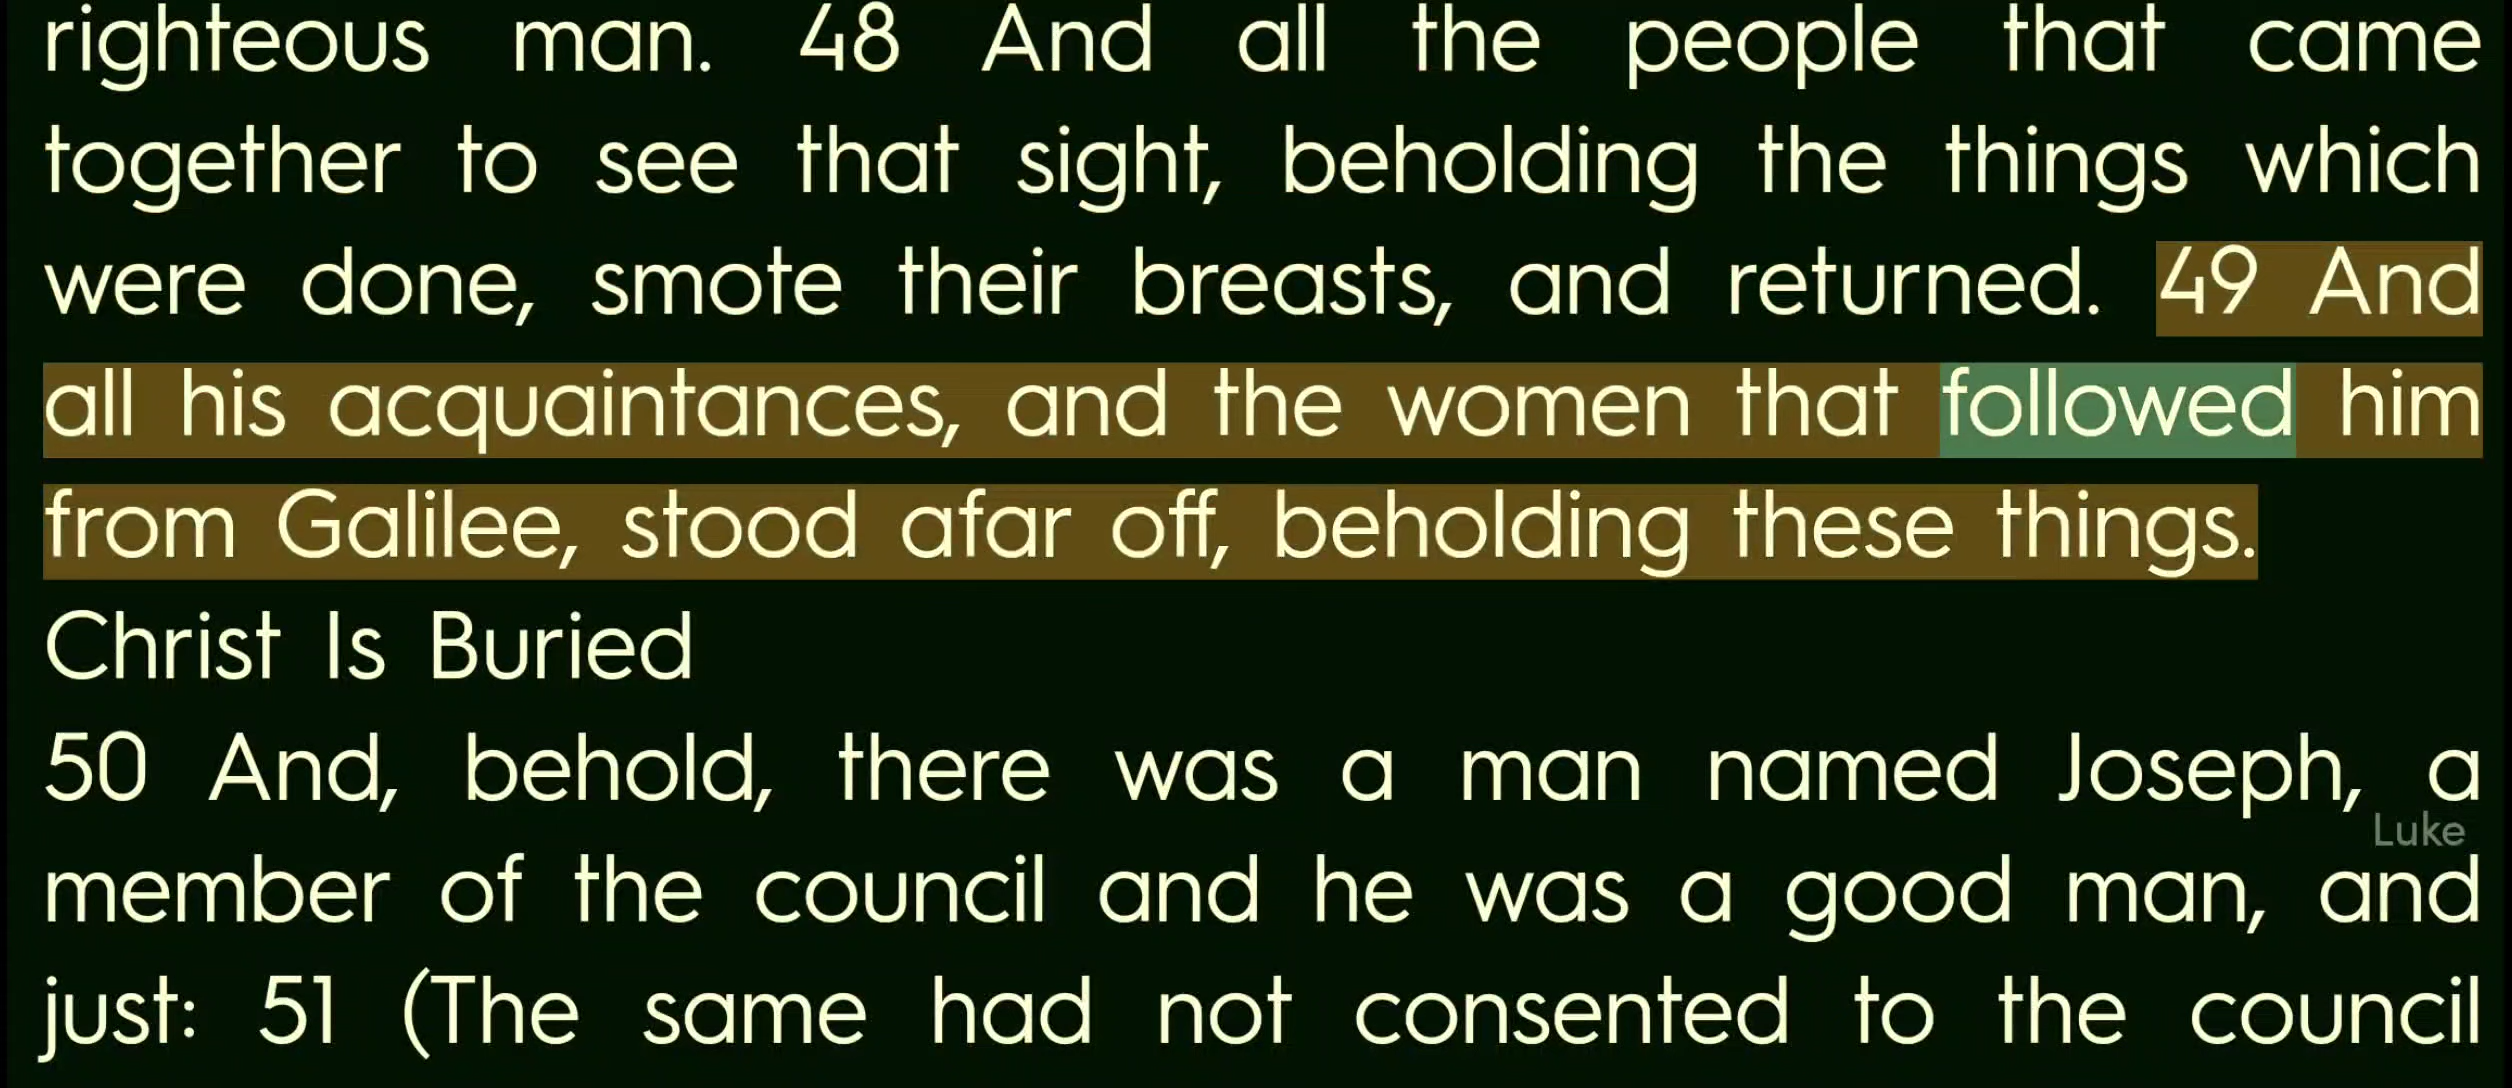 righteous man. 48 And all the people that came
together to see that sight, beholding the things which
were done, smote their breasts, and returned. 49 And
all his acquaintances, and the women that followed him
from Galilee, stood afar off, beholding these things.
Christ Is Buried
50 And, behold, there was a man named Joseph, a
Luke
member of the council and he was a good man, and
just: 51 (The same had not consented to the council